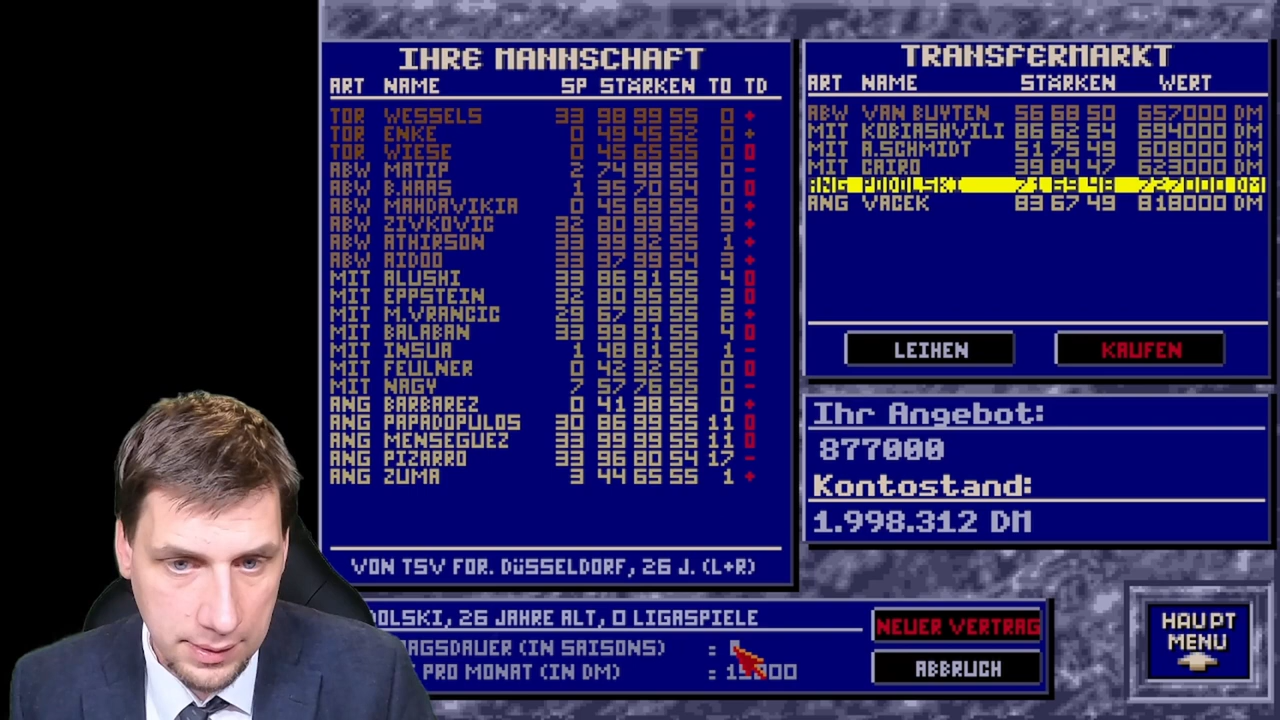 IHRE MANNSCHAFT
ART NAME SP STÄRKEN TO TD
TOR WESSELS 33 98 99 55 0 +
TOR ENKE 0 49 45 52 0 +
TOR WIESE 0 45 65 55 0 0
ABW MATIP 2 74 99 55 0 -
ABW B.HAAS 1 35 70 54 0 0
ABW MAHDAVIKIA 0 45 69 55 0 +
ABW ZIVKOVIC 32 80 99 55 3 +
ABW ATHIRSON 33 99 92 55 1 +
ABW AIDOO 33 97 99 54 3 +
MIT ALUSHI 33 86 91 55 4 0
MIT EPPSTEIN 32 80 95 55 3 0
MIT M.VRANCIC 29 67 99 55 6 +
MIT BALABAN 33 99 91 55 4 0
MIT INSUA 1 48 81 55 1 -
MIT FEULNER 0 42 32 55 0 0
MIT NAGY 7 57 76 55 0 -
ANG BARBAREZ 0 41 38 55 0 +
ANG PAPADOPULOS 30 86 99 55 11 0
ANG MENSEGUEZ 33 99 99 55 11 0
ANG PIZARRO 33 96 80 54 17 -
ANG ZUMA 3 44 65 55 1 +
VON TSV FOR. DÜSSELDORF, 26 J. (L+R)
TRANSFERMARKT
ART NAME STÄRKEN WERT
ABW VAN BUYTEN 56 68 50 657000 DM
MIT KOBIASHVILI 86 62 54 694000 DM
MIT A.SCHMIDT 51 75 49 608000 DM
MIT CAIRO 39 84 47 623000 DM
ANG PODOLSKI 71 69 48 727000 DM
ANG VACEK 83 67 49 818000 DM
LEIHEN KAUFEN
Ihr Angebot:
877000
Kontostand:
1.998.312 DM
OLSKI, 26 JAHRE ALT, 0 LIGASPIELE
AGSDAUER (IN SAISONS) :
PRO MONAT (IN DM) :
NEUER VERTRAG
ABBRUCH
HAUPT
MENU